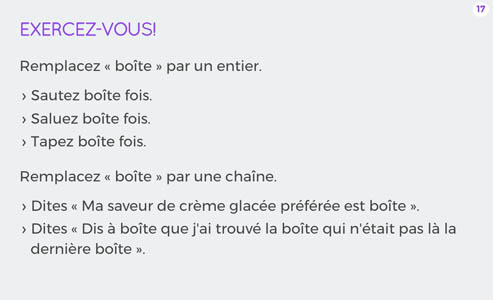 17
EXERCEZ-VOUS!
Remplacez « boîte » par un entier.
› Sautez boîte fois.
› Saluez boîte fois.
› Tapez boîte fois.
Remplacez « boîte » par une chaîne.
› Dites « Ma saveur de crème glacée préférée est boîte ».
› Dites « Dis à boîte que j'ai trouvé la boîte qui n'était pas là la
dernière boîte ».